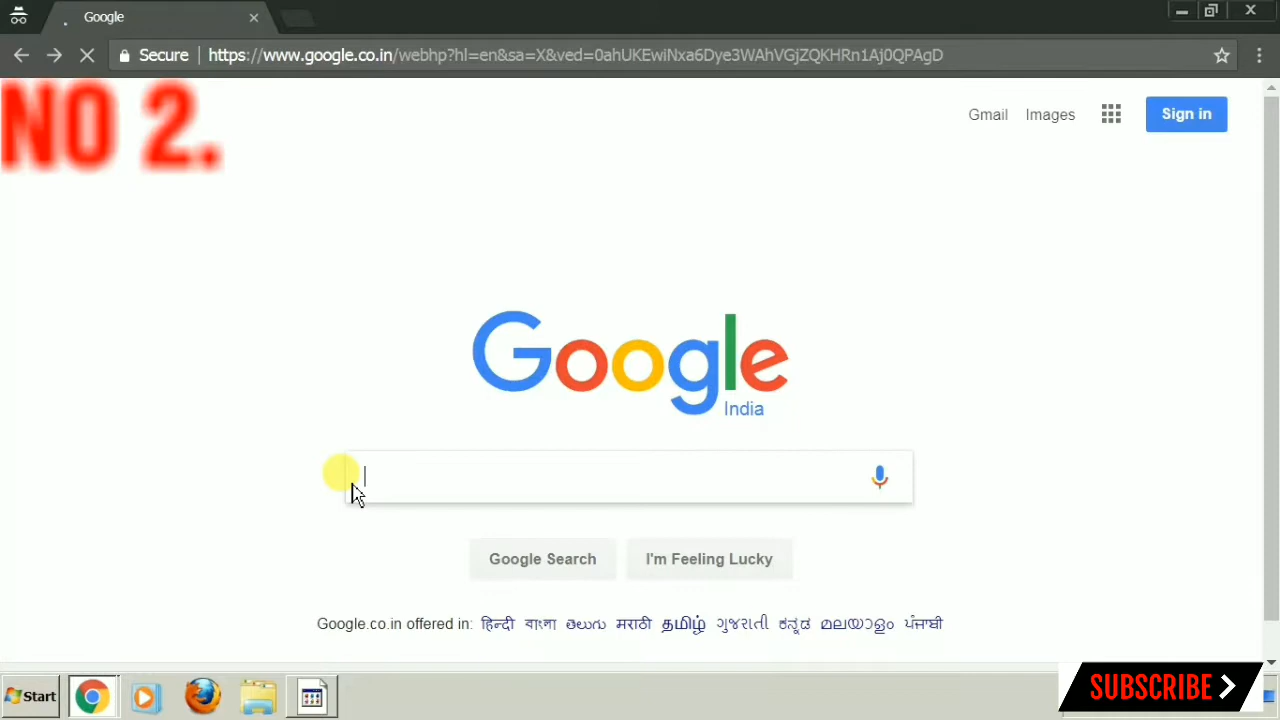 Google
Secure https://www.google.co.in/webhp?hl=en&sa=X&ved=0ahUKEwiNxa6Dye3WAhVGjZQKHRn1Aj0QPAgD
NO 2.
Gmail Images Sign in
Google
India
Google Search I'm Feeling Lucky
Google.co.in offered in: हिन्दी বাংলা తెలుగు मराठी தமிழ் ગુજરાતી ಕನ್ನಡ മലയാളം ਪੰਜਾਬੀ
Start
SUBSCRIBE